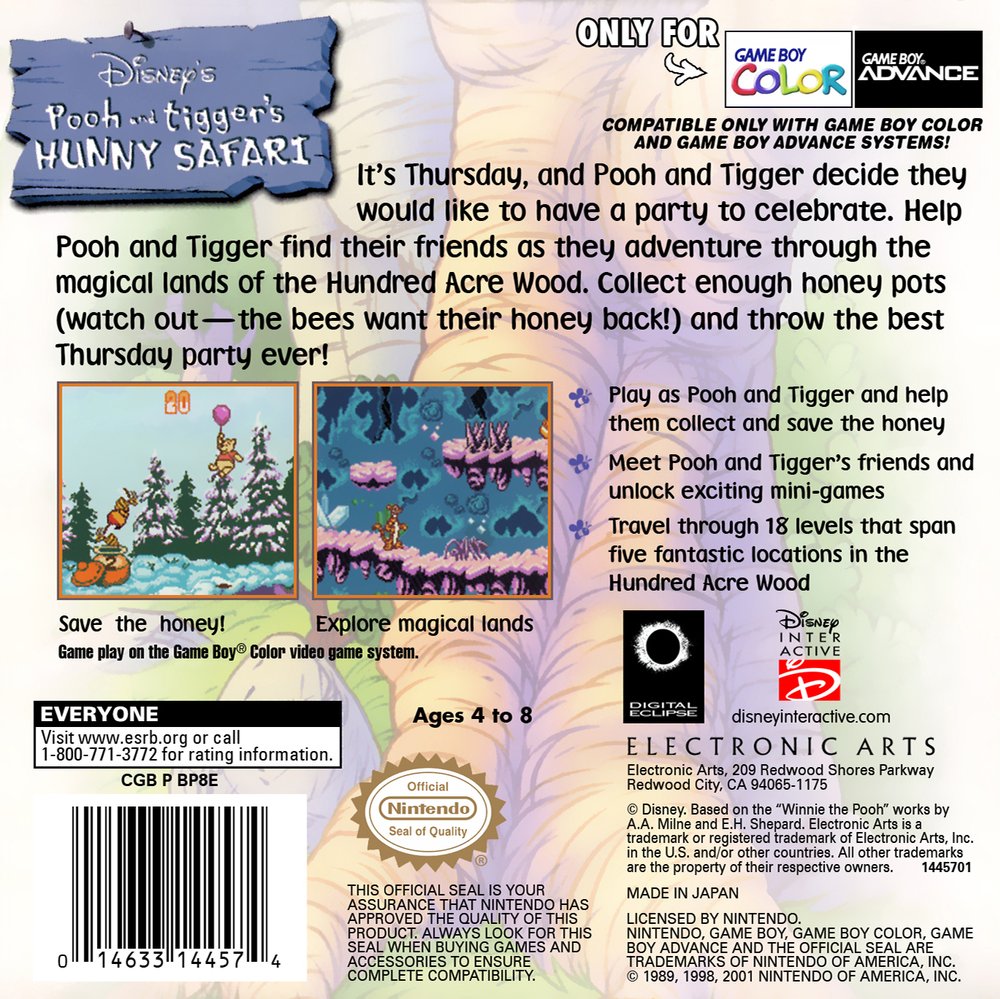 Disney's
Pooh and tigger's
HUNNY SAFARI
ONLY FOR
GAME BOY
COLOR
GAME BOY®
ADVANCE
COMPATIBLE ONLY WITH GAME BOY COLOR
AND GAME BOY ADVANCE SYSTEMS!
It's Thursday, and Pooh and Tigger decide they
would like to have a party to celebrate. Help
Pooh and Tigger find their friends as they adventure through the
magical lands of the Hundred Acre Wood. Collect enough honey pots
(watch out—the bees want their honey back!) and throw the best
Thursday party ever!
20
Save the honey!
Explore magical lands
Game play on the Game Boy® Color video game system.
Play as Pooh and Tigger and help
them collect and save the honey
Meet Pooh and Tigger's friends and
unlock exciting mini-games
Travel through 18 levels that span
five fantastic locations in the
Hundred Acre Wood
DIGITAL
ECLIPSE
Disney
INTER
ACTIVE
D
disneyinteractive.com
EVERYONE
Visit www.esrb.org or call
1-800-771-3772 for rating information.
CGB P BP8E
Ages 4 to 8
Official
Nintendo
Seal of Quality
®
THIS OFFICIAL SEAL IS YOUR
ASSURANCE THAT NINTENDO HAS
APPROVED THE QUALITY OF THIS
PRODUCT. ALWAYS LOOK FOR THIS
SEAL WHEN BUYING GAMES AND
ACCESSORIES TO ENSURE
COMPLETE COMPATIBILITY.
0 14633 14457 4
ELECTRONIC ARTS
Electronic Arts, 209 Redwood Shores Parkway
Redwood City, CA 94065-1175
© Disney. Based on the “Winnie the Pooh” works by
A.A. Milne and E.H. Shepard. Electronic Arts is a
trademark or registered trademark of Electronic Arts, Inc.
in the U.S. and/or other countries. All other trademarks
are the property of their respective owners. 1445701
MADE IN JAPAN
LICENSED BY NINTENDO.
NINTENDO, GAME BOY, GAME BOY COLOR, GAME
BOY ADVANCE AND THE OFFICIAL SEAL ARE
TRADEMARKS OF NINTENDO OF AMERICA, INC.
© 1989, 1998, 2001 NINTENDO OF AMERICA, INC.